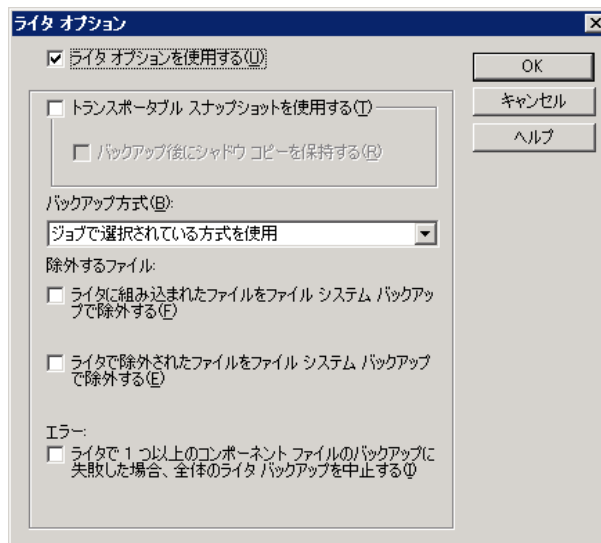 ライタ オプション
ライタ オプションを使用する(U)
OK
トランスポータブル スナップショットを使用する(T)
キャンセル
バックアップ後にシャドウ コピーを保持する(R)
ヘルプ
バックアップ方式(B):
ジョブで選択されている方式を使用
除外するファイル:
ライタに組み込まれたファイルをファイル システム バックアッ
プで除外する(F)
ライタで除外されたファイルをファイル システム バックアップ
で除外する(E)
エラー:
ライタで 1 つ以上のコンポーネント ファイルのバックアップに
失敗した場合、全体のライタ バックアップを中止する(I)